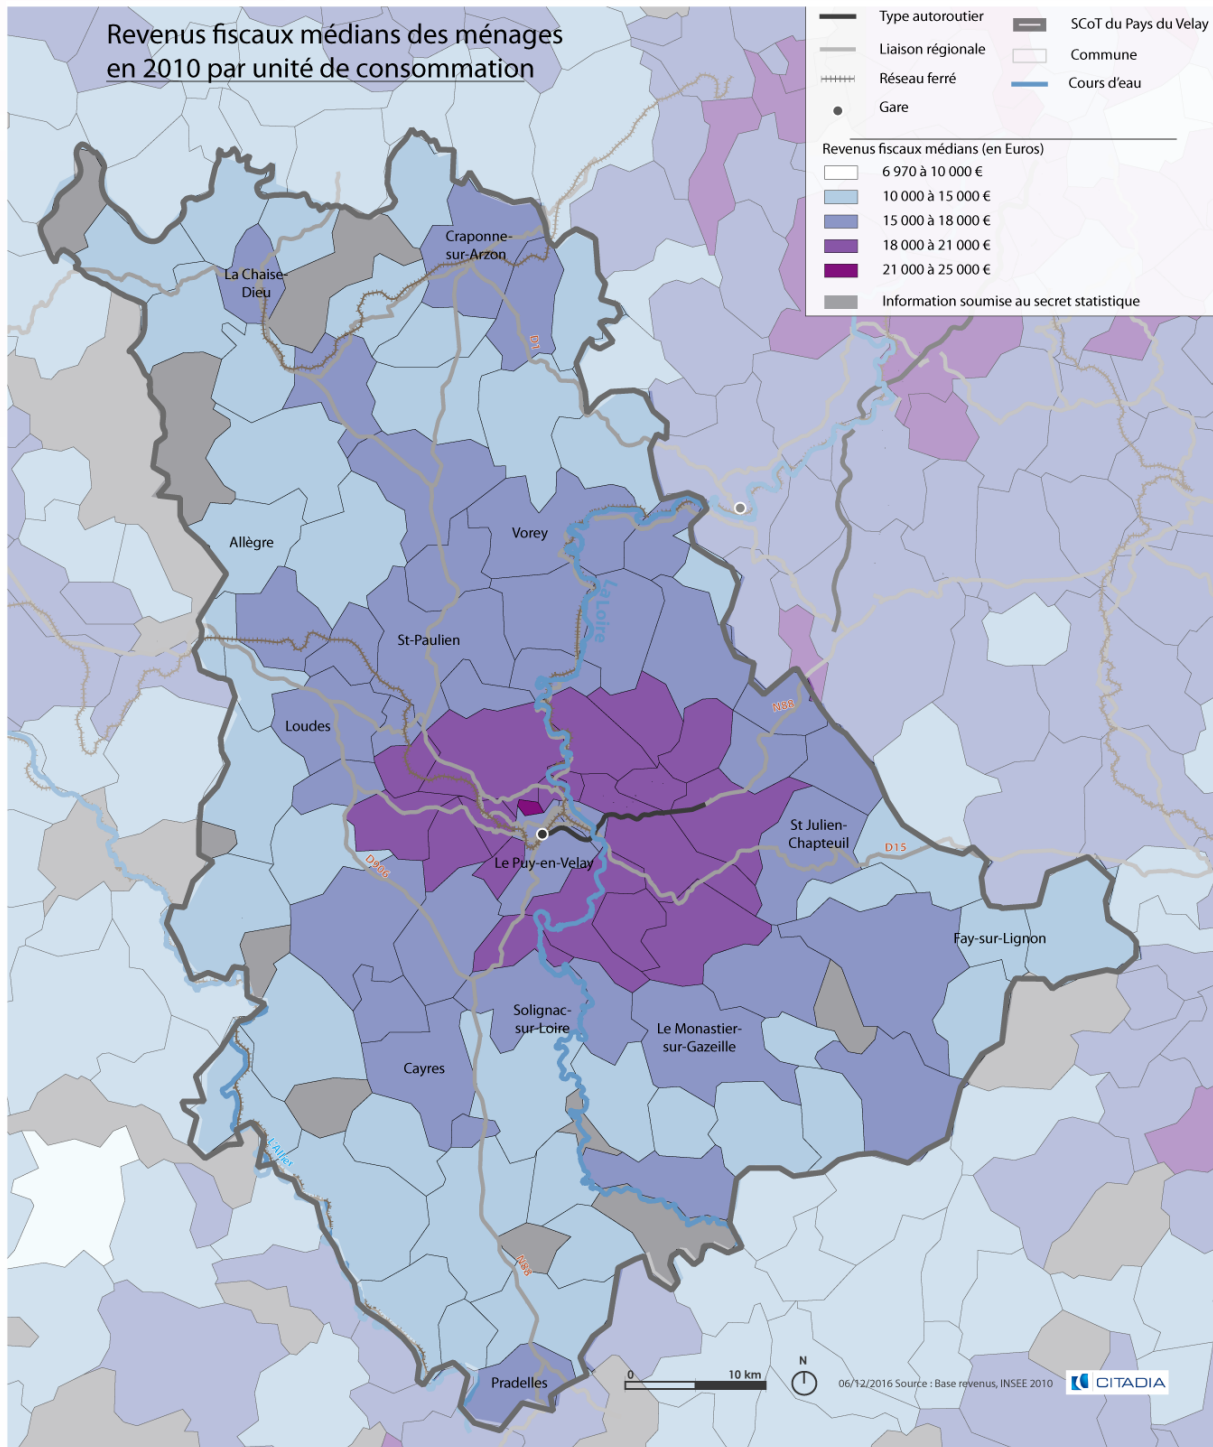 Revenus fiscaux médians des ménages
en 2010 par unité de consommation
Type autoroutier
Liaison régionale
Réseau ferré
Gare
SCoT du Pays du Velay
Commune
Cours d'eau
Revenus fiscaux médians (en Euros)
6 970 à 10 000 €
10 000 à 15 000 €
15 000 à 18 000 €
18 000 à 21 000 €
21 000 à 25 000 €
Information soumise au secret statistique
Craponne-
sur-Arzon
La Chaise-
Dieu
D1
Vorey
Allègre
La Loire
St-Paulien
N88
Loudes
St Julien-
Chapteuil
D15
Le Puy-en-Velay
D906
Fay-sur-Lignon
Solignac-
sur-Loire
Le Monastier-
sur-Gazeille
Cayres
L'Allier
N88
Pradelles
0 10 km
N
06/12/2016 Source : Base revenus, INSEE 2010
CITADIA